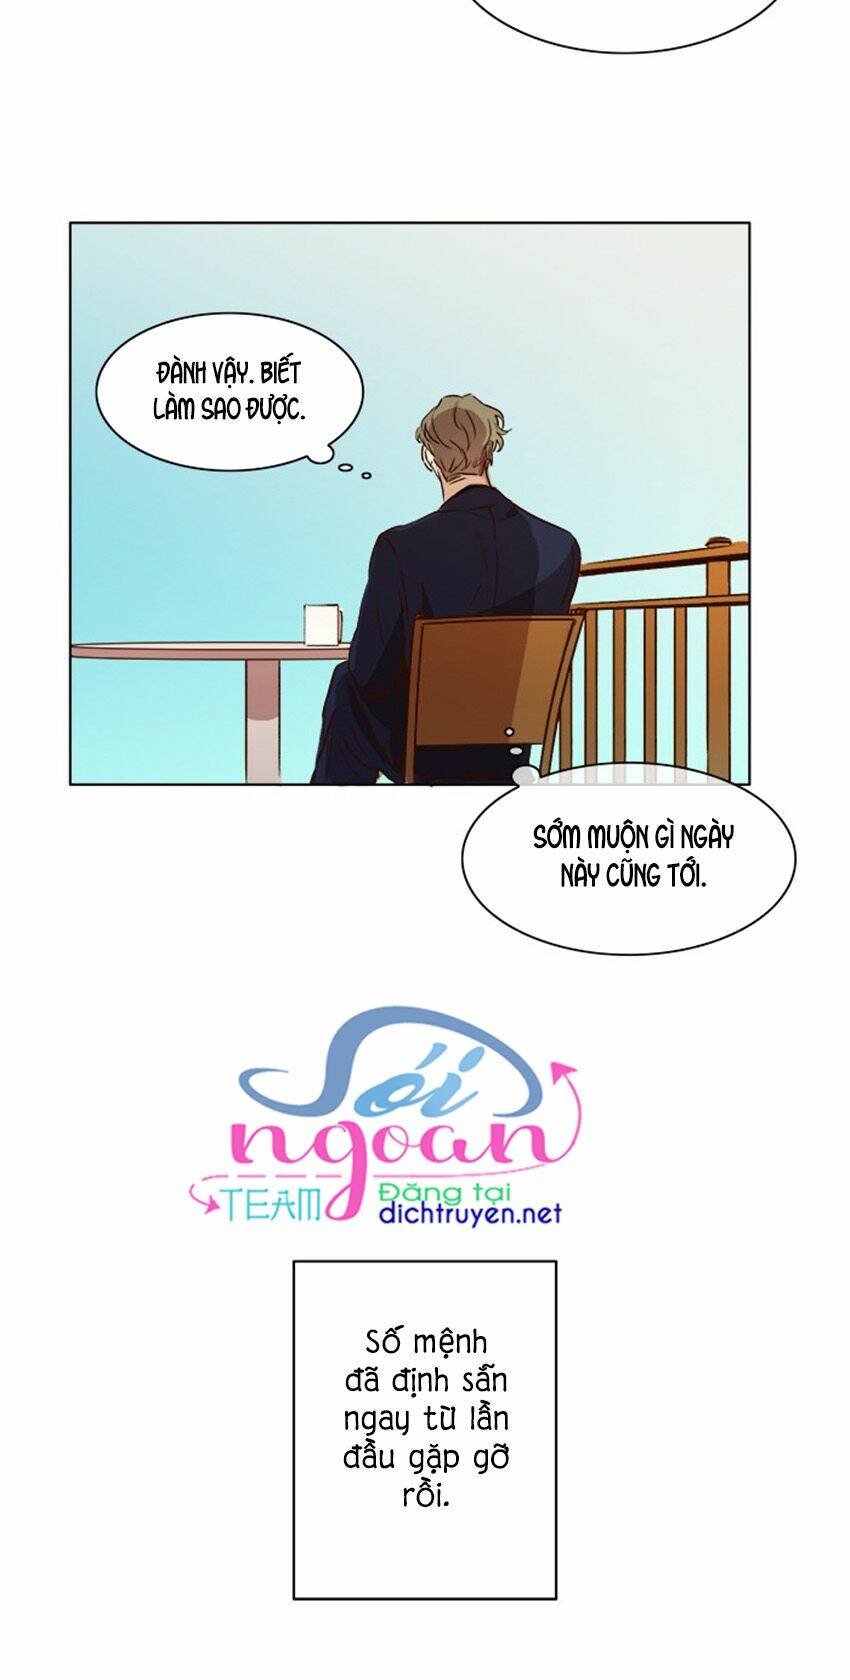 ĐÀNH VẬY. BIẾT
LÀM SAO ĐƯỢC.
SỚM MUỘN GÌ NGÀY
NÀY CŨNG TỚI.
Sói
ngoan
TEAM
Đăng tại
dichtruyen.net
Số mệnh
đã định sẵn
ngay từ lần
đầu gặp gỡ
rồi.